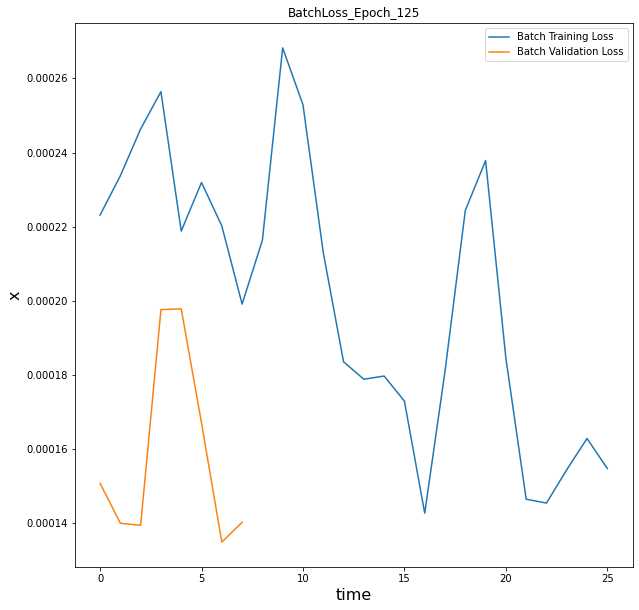 BatchLoss_Epoch_125
Batch Training Loss
Batch Validation Loss
0.00026
0.00024
0.00022
0.00020
0.00018
0.00016
0.00014
x
0
5
10
15
20
25
time